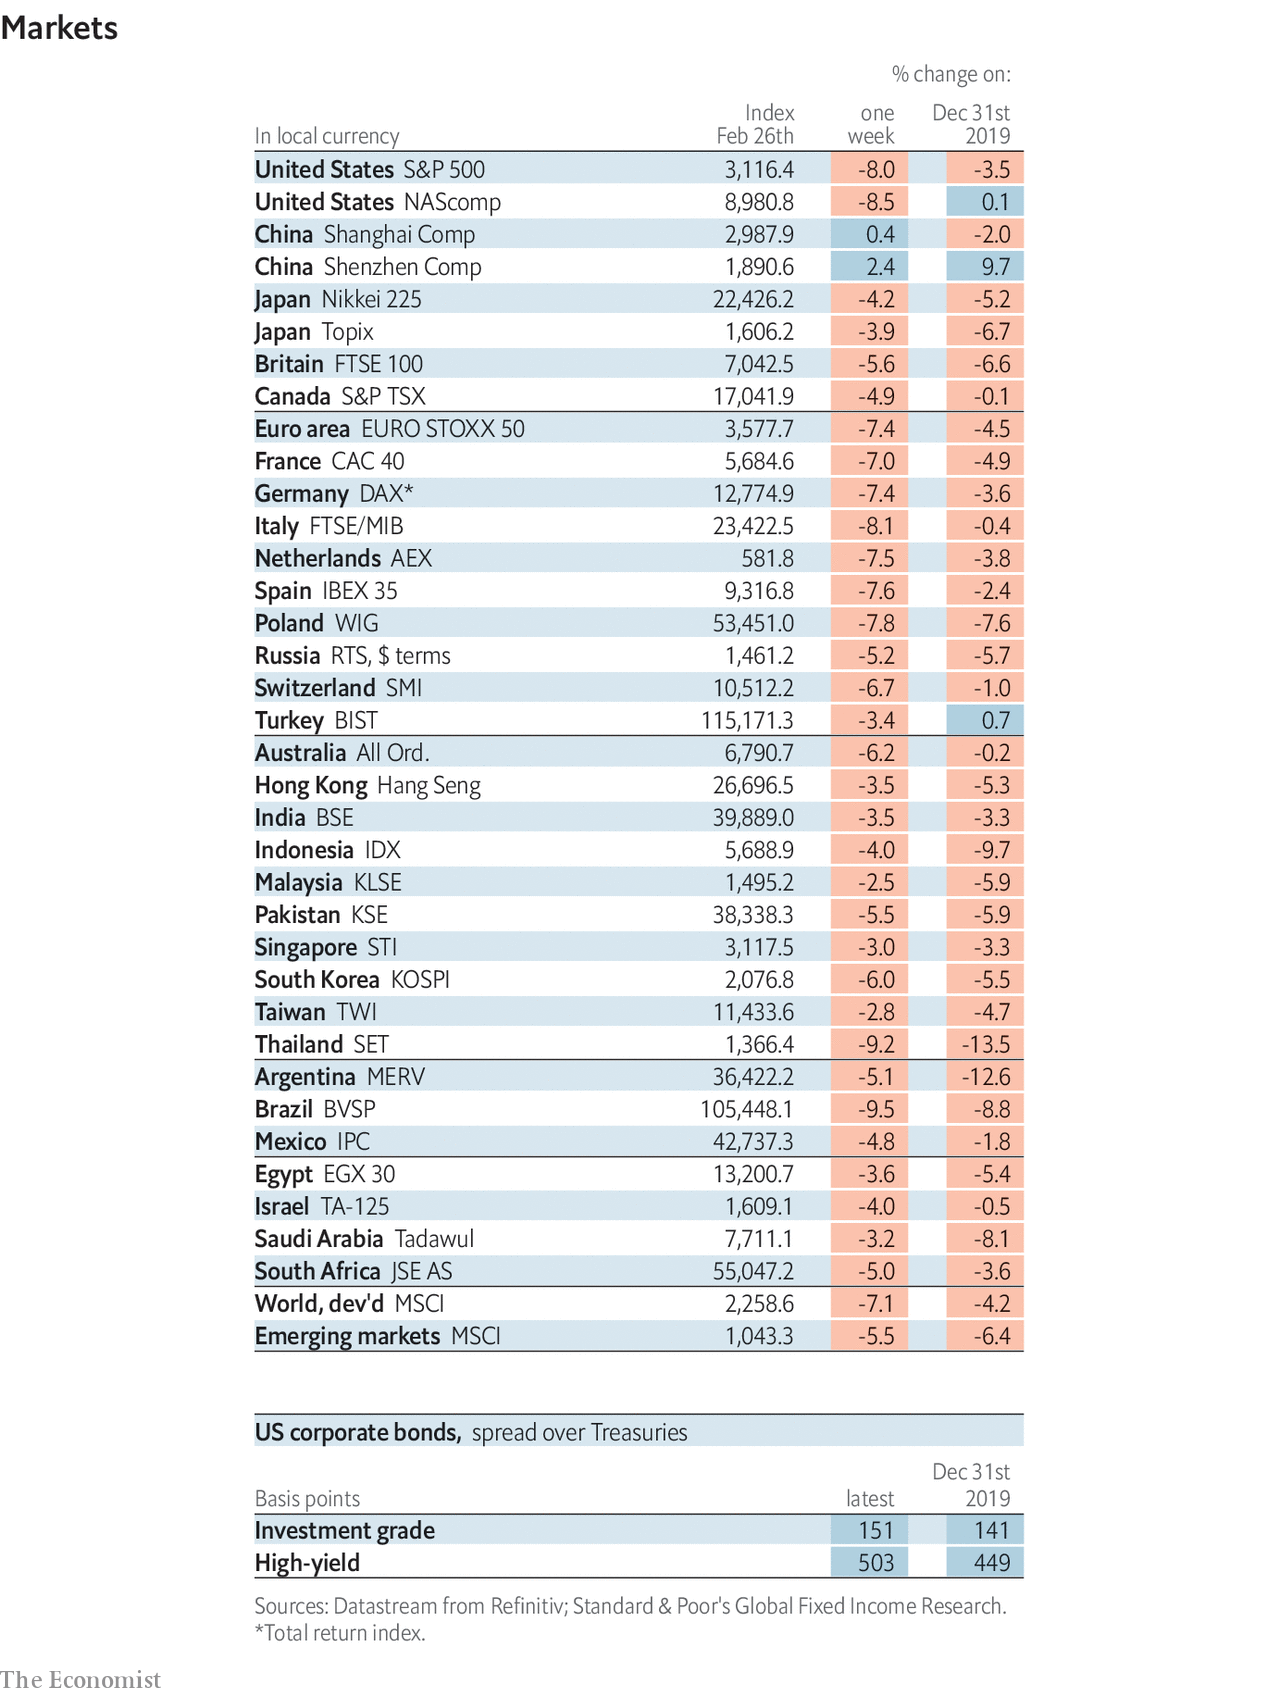 Markets
% change on:
Index one Dec 31st
In local currency Feb 26th week 2019
United States S&P 500 3,116.4 -8.0 -3.5
United States NAScomp 8,980.8 -8.5 0.1
China Shanghai Comp 2,987.9 0.4 -2.0
China Shenzhen Comp 1,890.6 2.4 9.7
Japan Nikkei 225 22,426.2 -4.2 -5.2
Japan Topix 1,606.2 -3.9 -6.7
Britain FTSE 100 7,042.5 -5.6 -6.6
Canada S&P TSX 17,041.9 -4.9 -0.1
Euro area EURO STOXX 50 3,577.7 -7.4 -4.5
France CAC 40 5,684.6 -7.0 -4.9
Germany DAX* 12,774.9 -7.4 -3.6
Italy FTSE/MIB 23,422.5 -8.1 -0.4
Netherlands AEX 581.8 -7.5 -3.8
Spain IBEX 35 9,316.8 -7.6 -2.4
Poland WIG 53,451.0 -7.8 -7.6
Russia RTS, $ terms 1,461.2 -5.2 -5.7
Switzerland SMI 10,512.2 -6.7 -1.0
Turkey BIST 115,171.3 -3.4 0.7
Australia All Ord. 6,790.7 -6.2 -0.2
Hong Kong Hang Seng 26,696.5 -3.5 -5.3
India BSE 39,889.0 -3.5 -3.3
Indonesia IDX 5,688.9 -4.0 -9.7
Malaysia KLSE 1,495.2 -2.5 -5.9
Pakistan KSE 38,338.3 -5.5 -5.9
Singapore STI 3,117.5 -3.0 -3.3
South Korea KOSPI 2,076.8 -6.0 -5.5
Taiwan TWI 11,433.6 -2.8 -4.7
Thailand SET 1,366.4 -9.2 -13.5
Argentina MERV 36,422.2 -5.1 -12.6
Brazil BVSP 105,448.1 -9.5 -8.8
Mexico IPC 42,737.3 -4.8 -1.8
Egypt EGX 30 13,200.7 -3.6 -5.4
Israel TA-125 1,609.1 -4.0 -0.5
Saudi Arabia Tadawul 7,711.1 -3.2 -8.1
South Africa JSE AS 55,047.2 -5.0 -3.6
World, dev'd MSCI 2,258.6 -7.1 -4.2
Emerging markets MSCI 1,043.3 -5.5 -6.4
US corporate bonds, spread over Treasuries
Dec 31st
Basis points latest 2019
Investment grade 151 141
High-yield 503 449
Sources: Datastream from Refinitiv; Standard & Poor's Global Fixed Income Research.
*Total return index.
The Economist